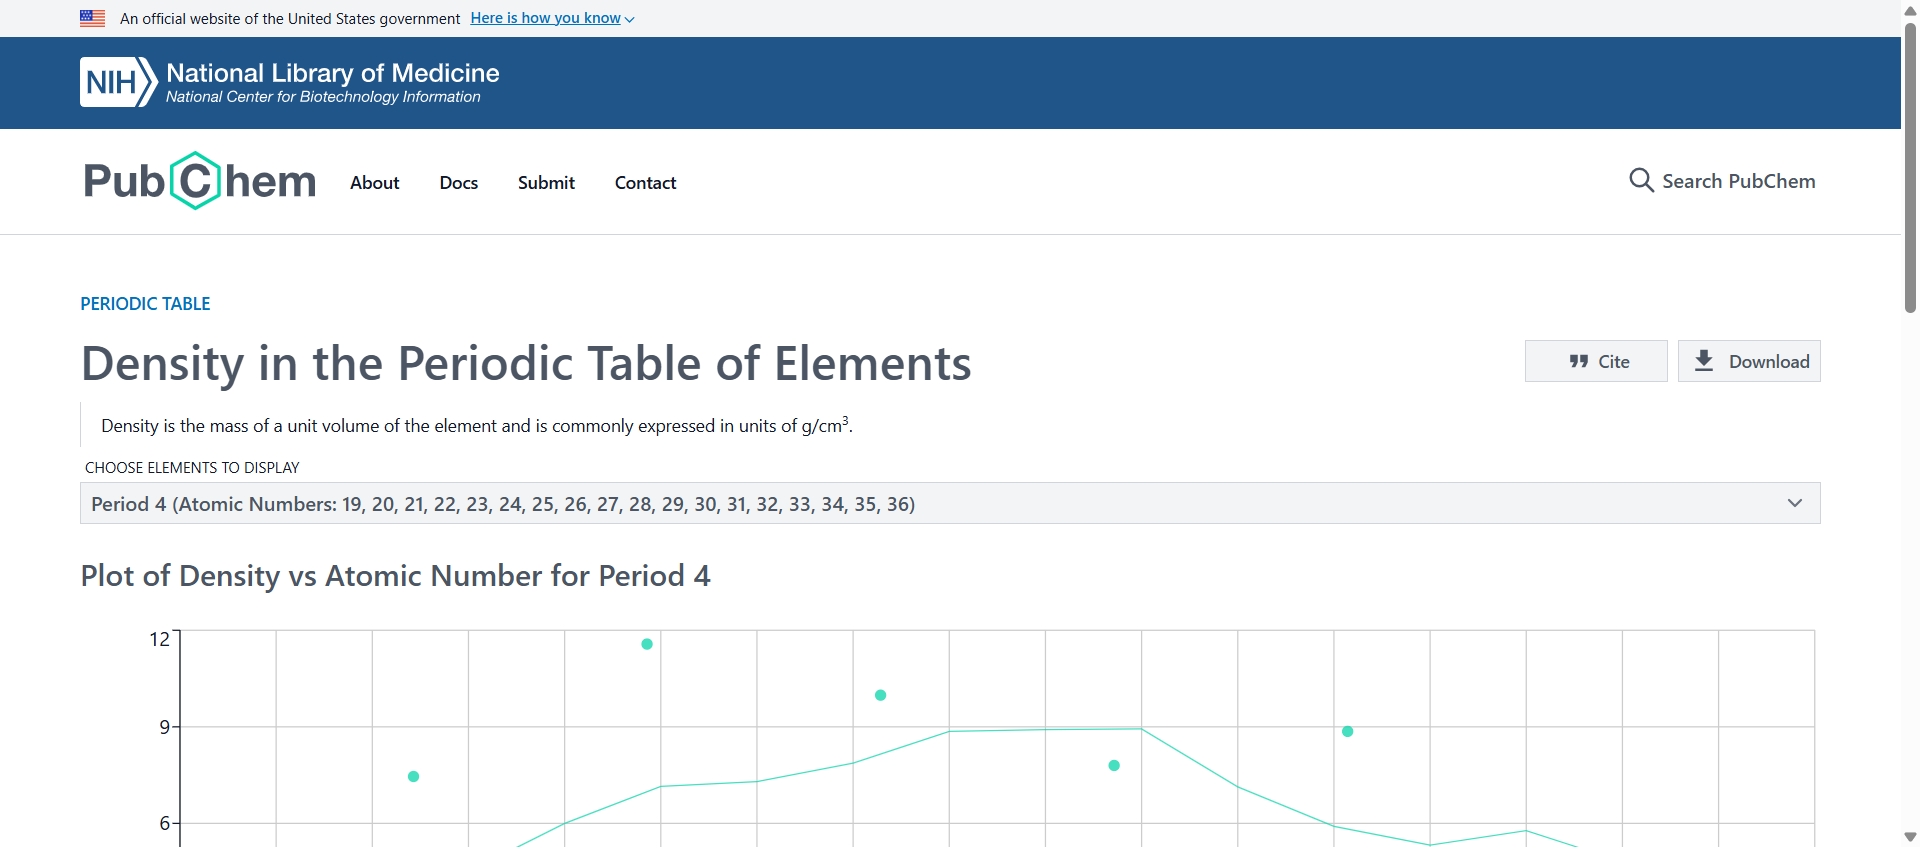 An official website of the United States government Here is how you know
NIH National Library of Medicine
National Center for Biotechnology Information
PubChem About Docs Submit Contact Search PubChem
PERIODIC TABLE
Density in the Periodic Table of Elements
Cite Download
Density is the mass of a unit volume of the element and is commonly expressed in units of g/cm³.
CHOOSE ELEMENTS TO DISPLAY
Period 4 (Atomic Numbers: 19, 20, 21, 22, 23, 24, 25, 26, 27, 28, 29, 30, 31, 32, 33, 34, 35, 36)
Plot of Density vs Atomic Number for Period 4
12
9
6